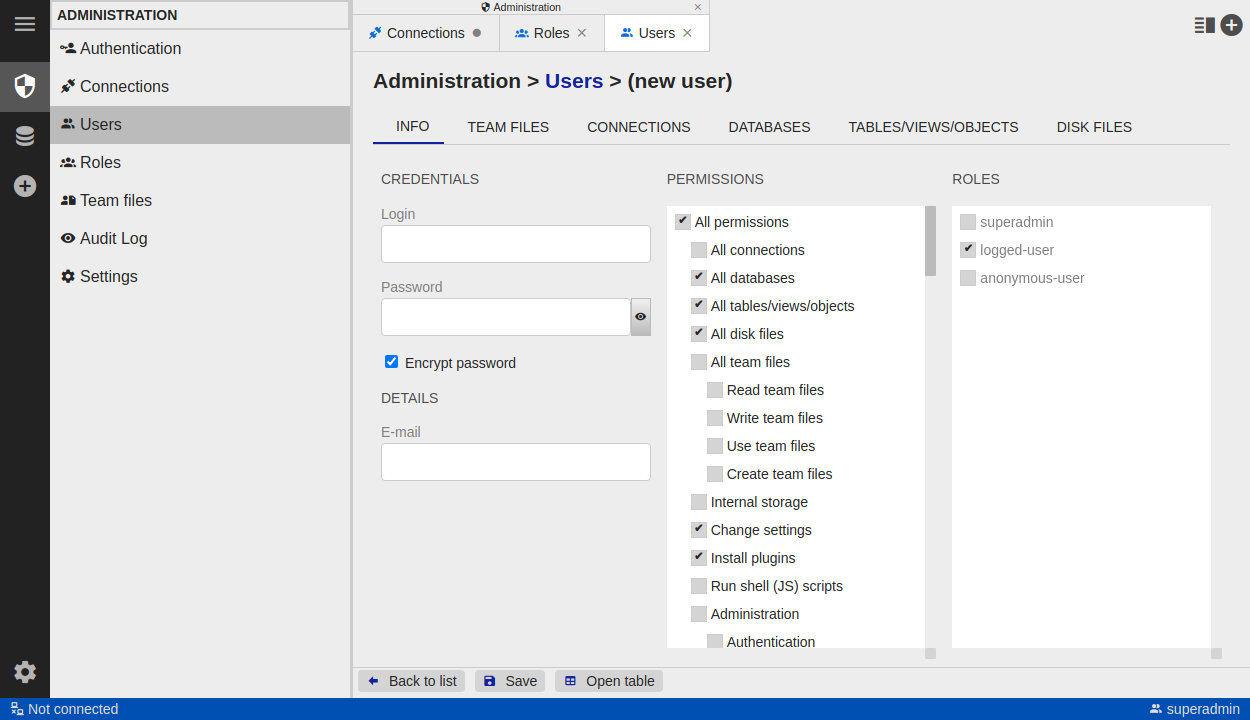 ADMINISTRATION
Authentication
Connections
Users
Roles
Team files
Audit Log
Settings
Administration
Connections
Roles
Users
Administration > Users > (new user)
INFO
TEAM FILES
CONNECTIONS
DATABASES
TABLES/VIEWS/OBJECTS
DISK FILES
CREDENTIALS
Login
Password
Encrypt password
DETAILS
E-mail
PERMISSIONS
All permissions
All connections
All databases
All tables/views/objects
All disk files
All team files
Read team files
Write team files
Use team files
Create team files
Internal storage
Change settings
Install plugins
Run shell (JS) scripts
Administration
Authentication
ROLES
superadmin
logged-user
anonymous-user
Back to list
Save
Open table
Not connected
superadmin